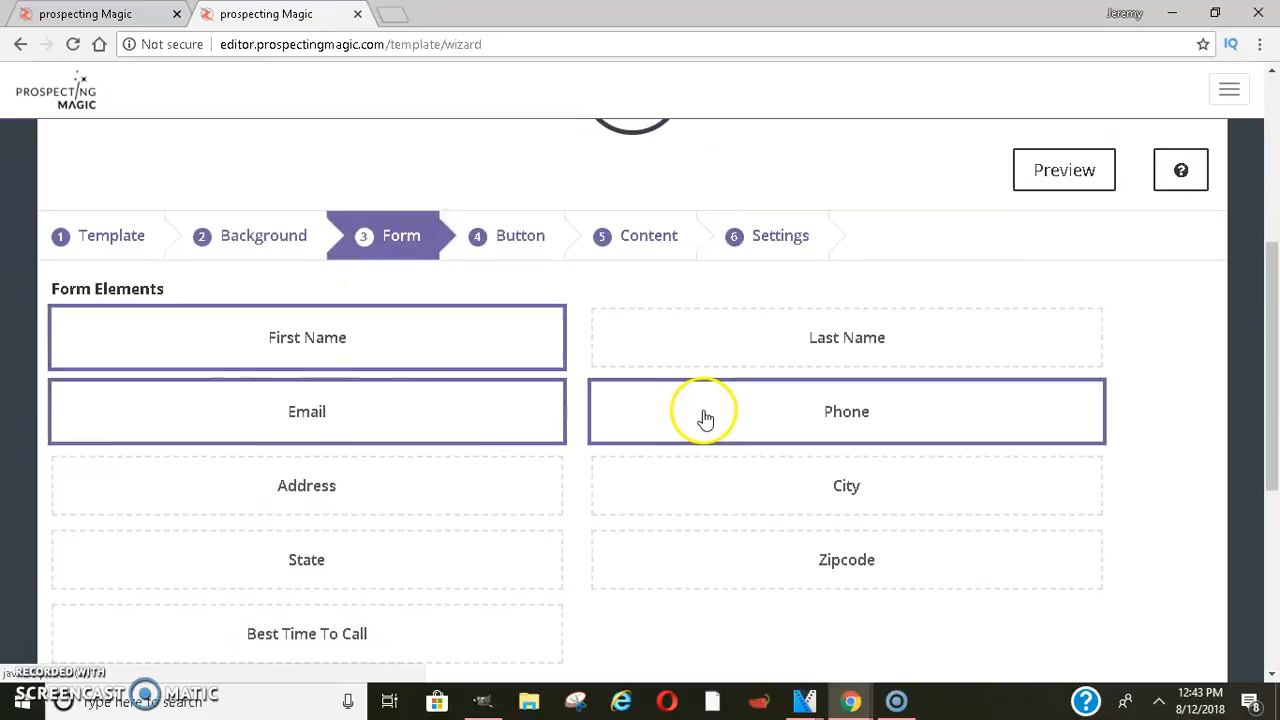 prospecting Magic
prospecting Magic
Jeremy
Not secure | editor.prospectingmagic.com/template/wizard
PROSPECTING
MAGIC
Preview
1 Template
2 Background
3 Form
4 Button
5 Content
6 Settings
Form Elements
First Name
Last Name
Email
Phone
Address
City
State
Zipcode
Best Time To Call
RECORDED WITH
SCREENCAST MATIC
Type here to search
12:43 PM
8/12/2018
8